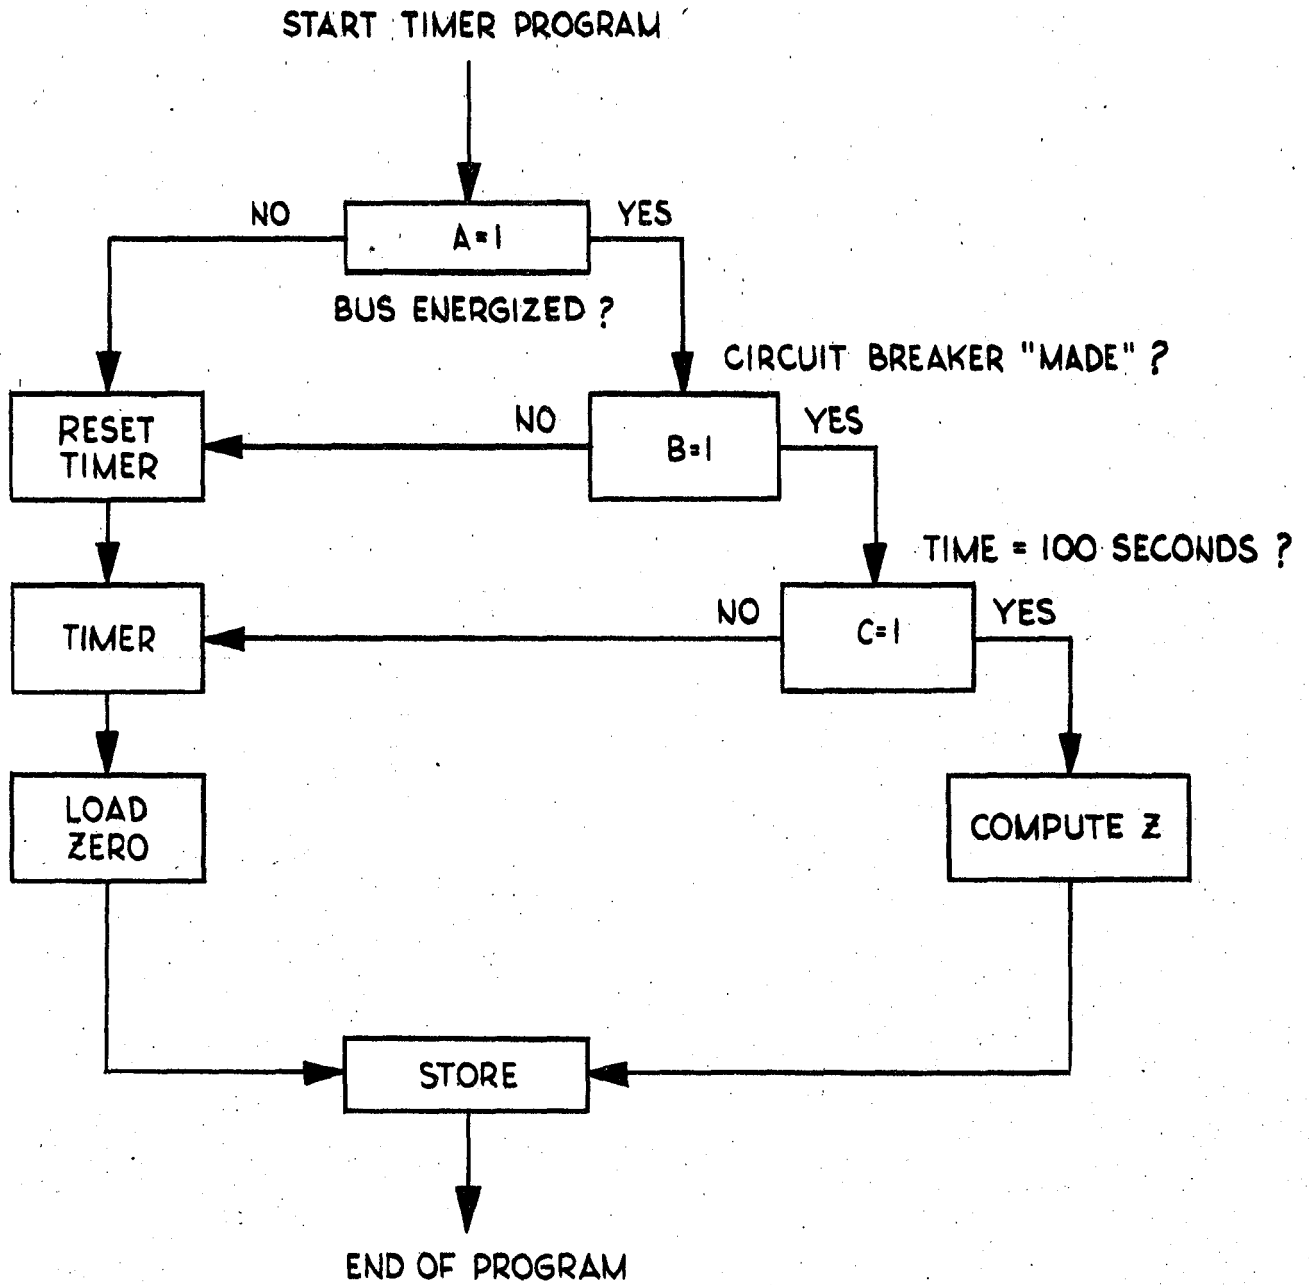 START TIMER PROGRAM
NO
YES
A=1
BUS ENERGIZED ?
CIRCUIT BREAKER "MADE" ?
RESET
TIMER
NO
B=1
YES
TIME = 100 SECONDS ?
TIMER
NO
C=1
YES
LOAD
ZERO
COMPUTE Z
STORE
END OF PROGRAM